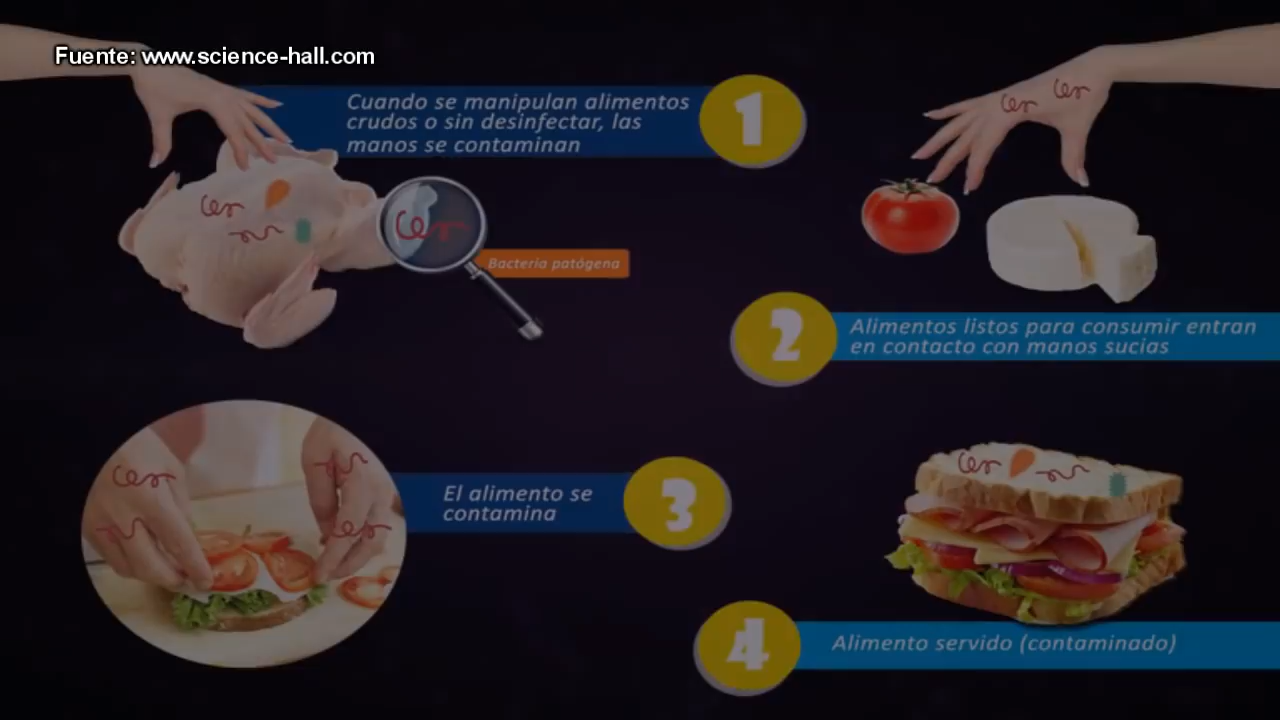 Fuente: www.science-hall.com
Cuando se manipulan alimentos
crudos o sin desinfectar, las
manos se contaminan
1
Bacteria patógena
2
Alimentos listos para consumir entran
en contacto con manos sucias
3
El alimento se
contamina
4
Alimento servido (contaminado)